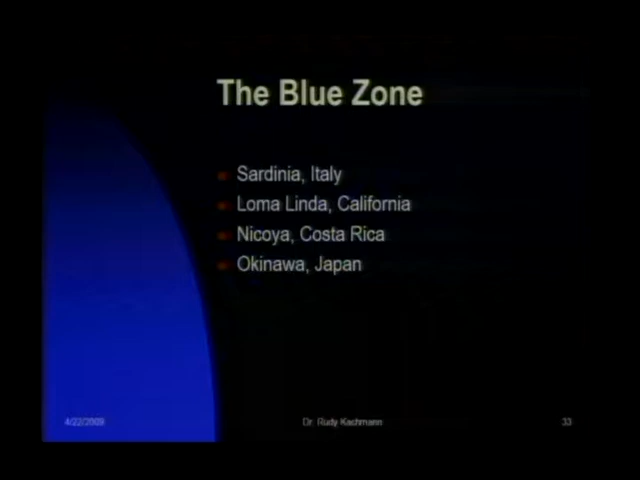 The Blue Zone
Sardinia, Italy
Loma Linda, California
Nicoya, Costa Rica
Okinawa, Japan
4/22/2009
Dr. Rudy Kachmann
33